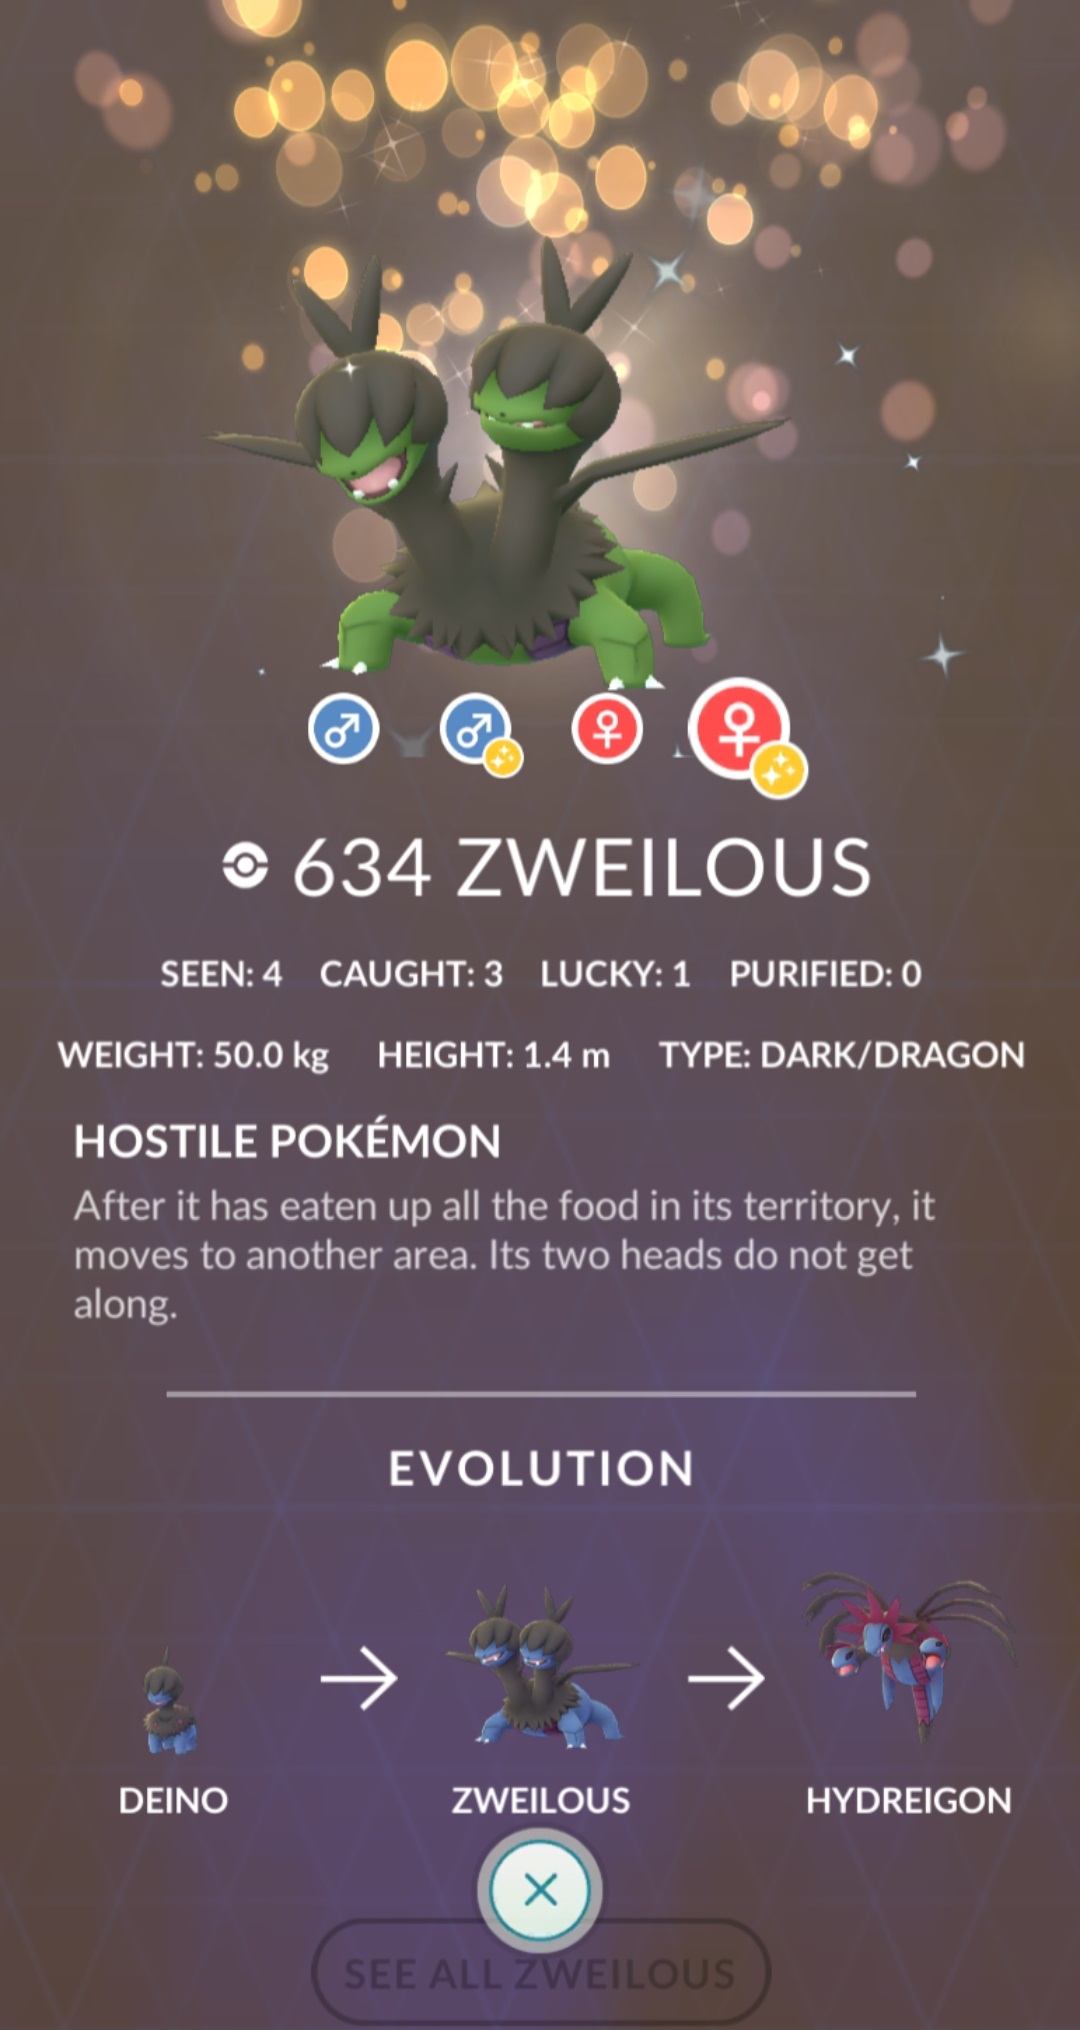 634 ZWEILOUS
SEEN: 4 CAUGHT: 3 LUCKY: 1 PURIFIED: 0
WEIGHT: 50.0 kg HEIGHT: 1.4 m TYPE: DARK/DRAGON
HOSTILE POKÉMON
After it has eaten up all the food in its territory, it
moves to another area. Its two heads do not get
along.
EVOLUTION
DEINO ZWEILOUS HYDREIGON
SEE ALL ZWEILOUS